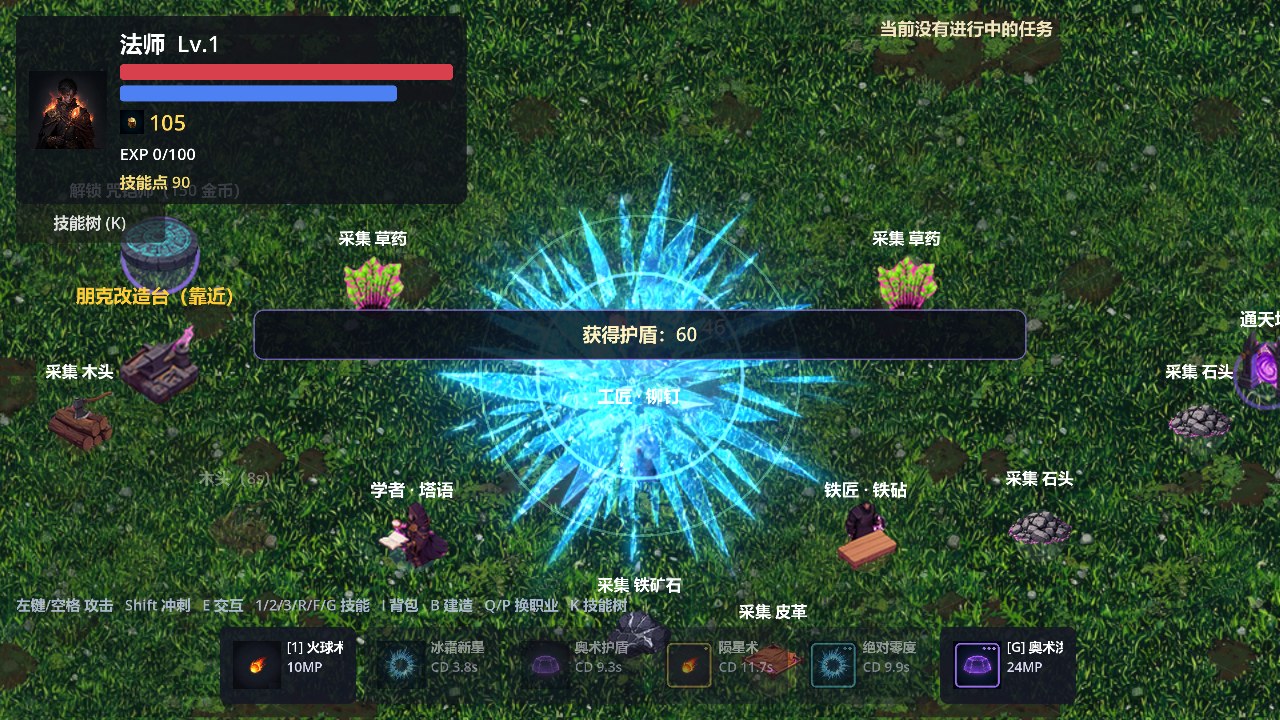 法师 Lv.1
105
EXP 0/100
技能点 90
技能树 (K)
当前没有进行中的任务
采集 草药
采集 草药
朋克改造台（靠近）
获得护盾：60
46
通天
采集 木头
采集 石头
工匠 · 铆钉
木头 (8s)
学者 · 塔语
铁匠 · 铁砧
采集 石头
采集 铁矿石
采集 皮革
左键/空格 攻击 Shift 冲刺 E 交互 1/2/3/R/F/G 技能 I 背包 B 建造 Q/P 换职业 K 技能树
[1] 火球术
10MP
冰霜新星
CD 3.8s
奥术护盾
CD 9.3s
陨星术
CD 11.7s
绝对零度
CD 9.9s
[G] 奥术
24MP